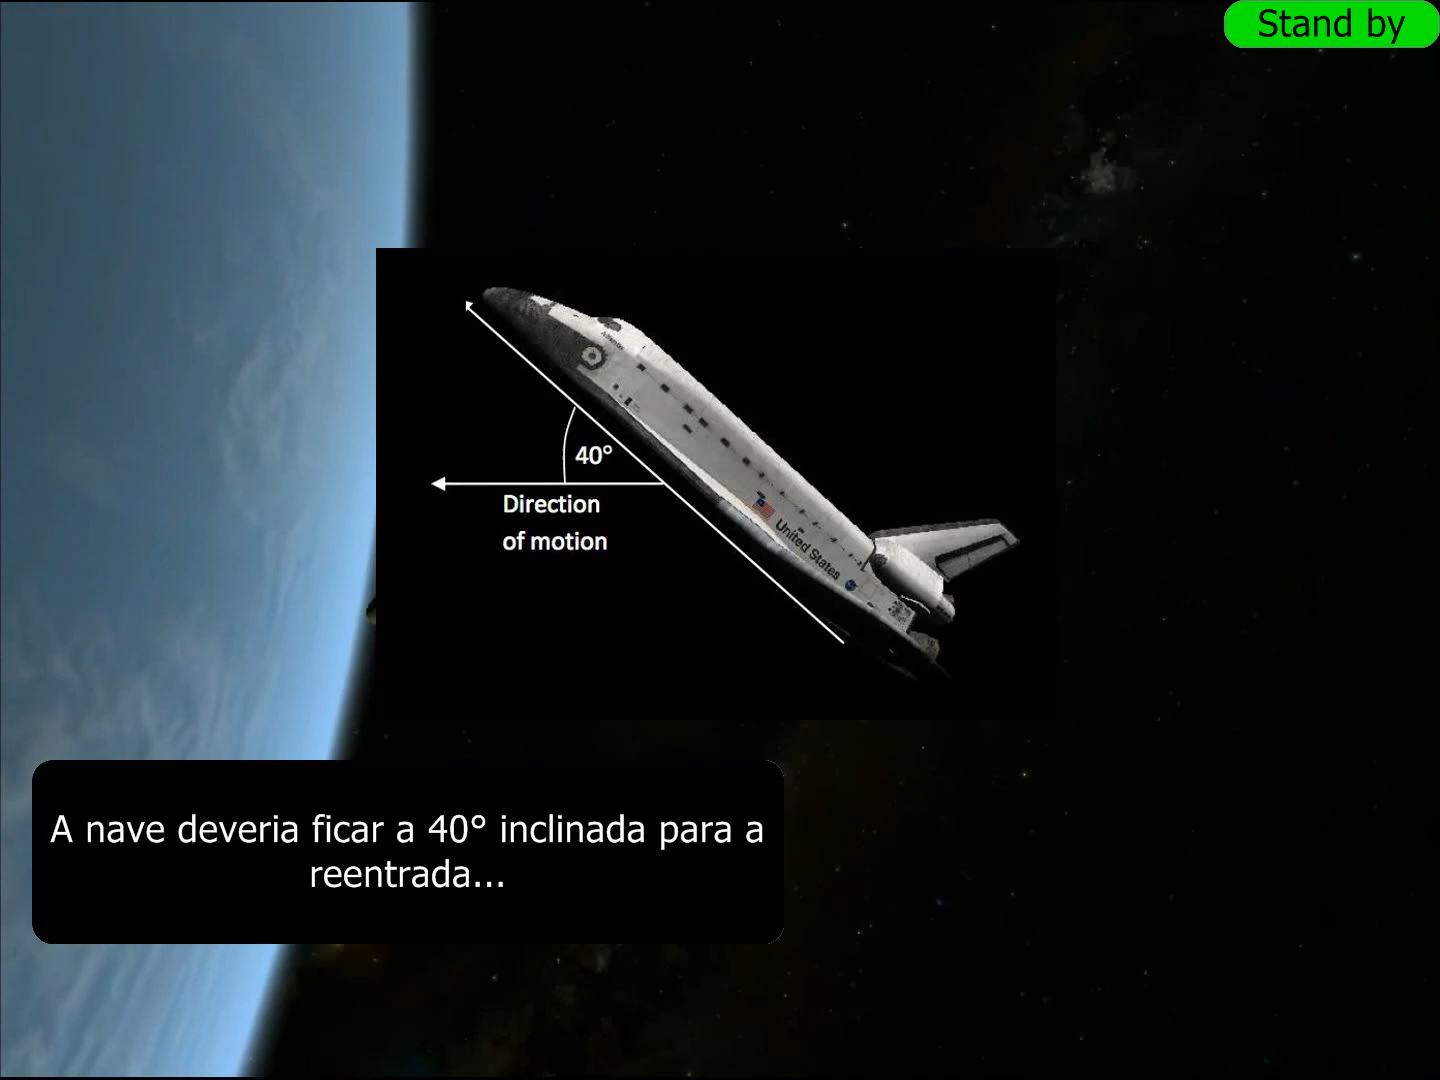 Stand by
40°
Direction
of motion
United States
A nave deveria ficar a 40° inclinada para a
reentrada...